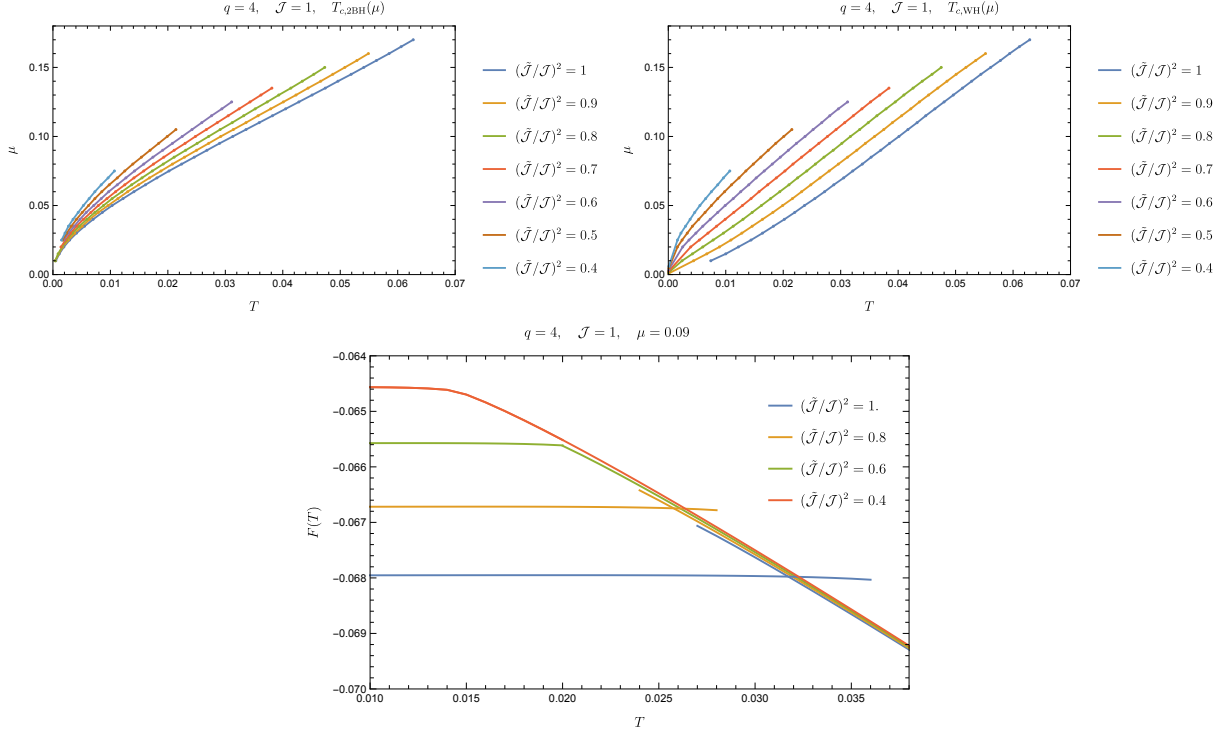 q = 4, 𝒥 = 1, T_{c,2BH}(μ)
μ
0.15
0.10
0.05
0.00
0.00 0.01 0.02 0.03 0.04 0.05 0.06 0.07
T
(𝒥̃/𝒥)² = 1
(𝒥̃/𝒥)² = 0.9
(𝒥̃/𝒥)² = 0.8
(𝒥̃/𝒥)² = 0.7
(𝒥̃/𝒥)² = 0.6
(𝒥̃/𝒥)² = 0.5
(𝒥̃/𝒥)² = 0.4
q = 4, 𝒥 = 1, T_{c,WH}(μ)
μ
0.15
0.10
0.05
0.00
0.00 0.01 0.02 0.03 0.04 0.05 0.06 0.07
T
(𝒥̃/𝒥)² = 1
(𝒥̃/𝒥)² = 0.9
(𝒥̃/𝒥)² = 0.8
(𝒥̃/𝒥)² = 0.7
(𝒥̃/𝒥)² = 0.6
(𝒥̃/𝒥)² = 0.5
(𝒥̃/𝒥)² = 0.4
q = 4, 𝒥 = 1, μ = 0.09
F(T)
−0.064
−0.065
−0.066
−0.067
−0.068
−0.069
−0.070
0.010 0.015 0.020 0.025 0.030 0.035
T
(𝒥̃/𝒥)² = 1.
(𝒥̃/𝒥)² = 0.8
(𝒥̃/𝒥)² = 0.6
(𝒥̃/𝒥)² = 0.4